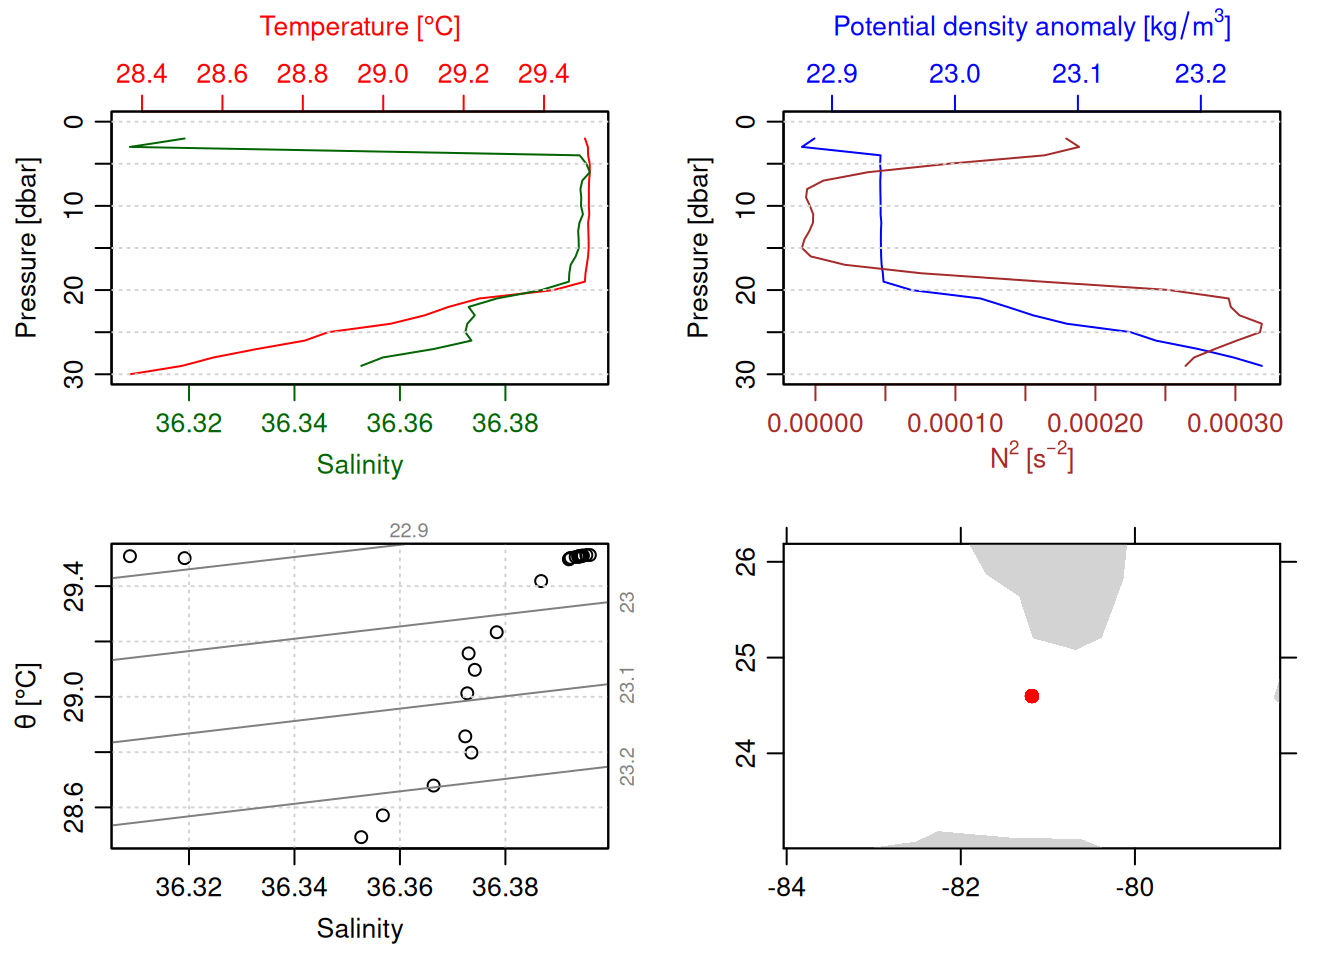 Temperature [°C]
28.4 28.6 28.8 29.0 29.2 29.4
Pressure [dbar]
0
10
20
30
36.32 36.34 36.36 36.38
Salinity
Potential density anomaly [kg/m³]
22.9 23.0 23.1 23.2
Pressure [dbar]
0
10
20
30
0.00000 0.00010 0.00020 0.00030
N² [s⁻²]
22.9
23
23.1
23.2
θ [°C]
29.4
29.0
28.6
36.32 36.34 36.36 36.38
Salinity
26
25
24
-84 -82 -80